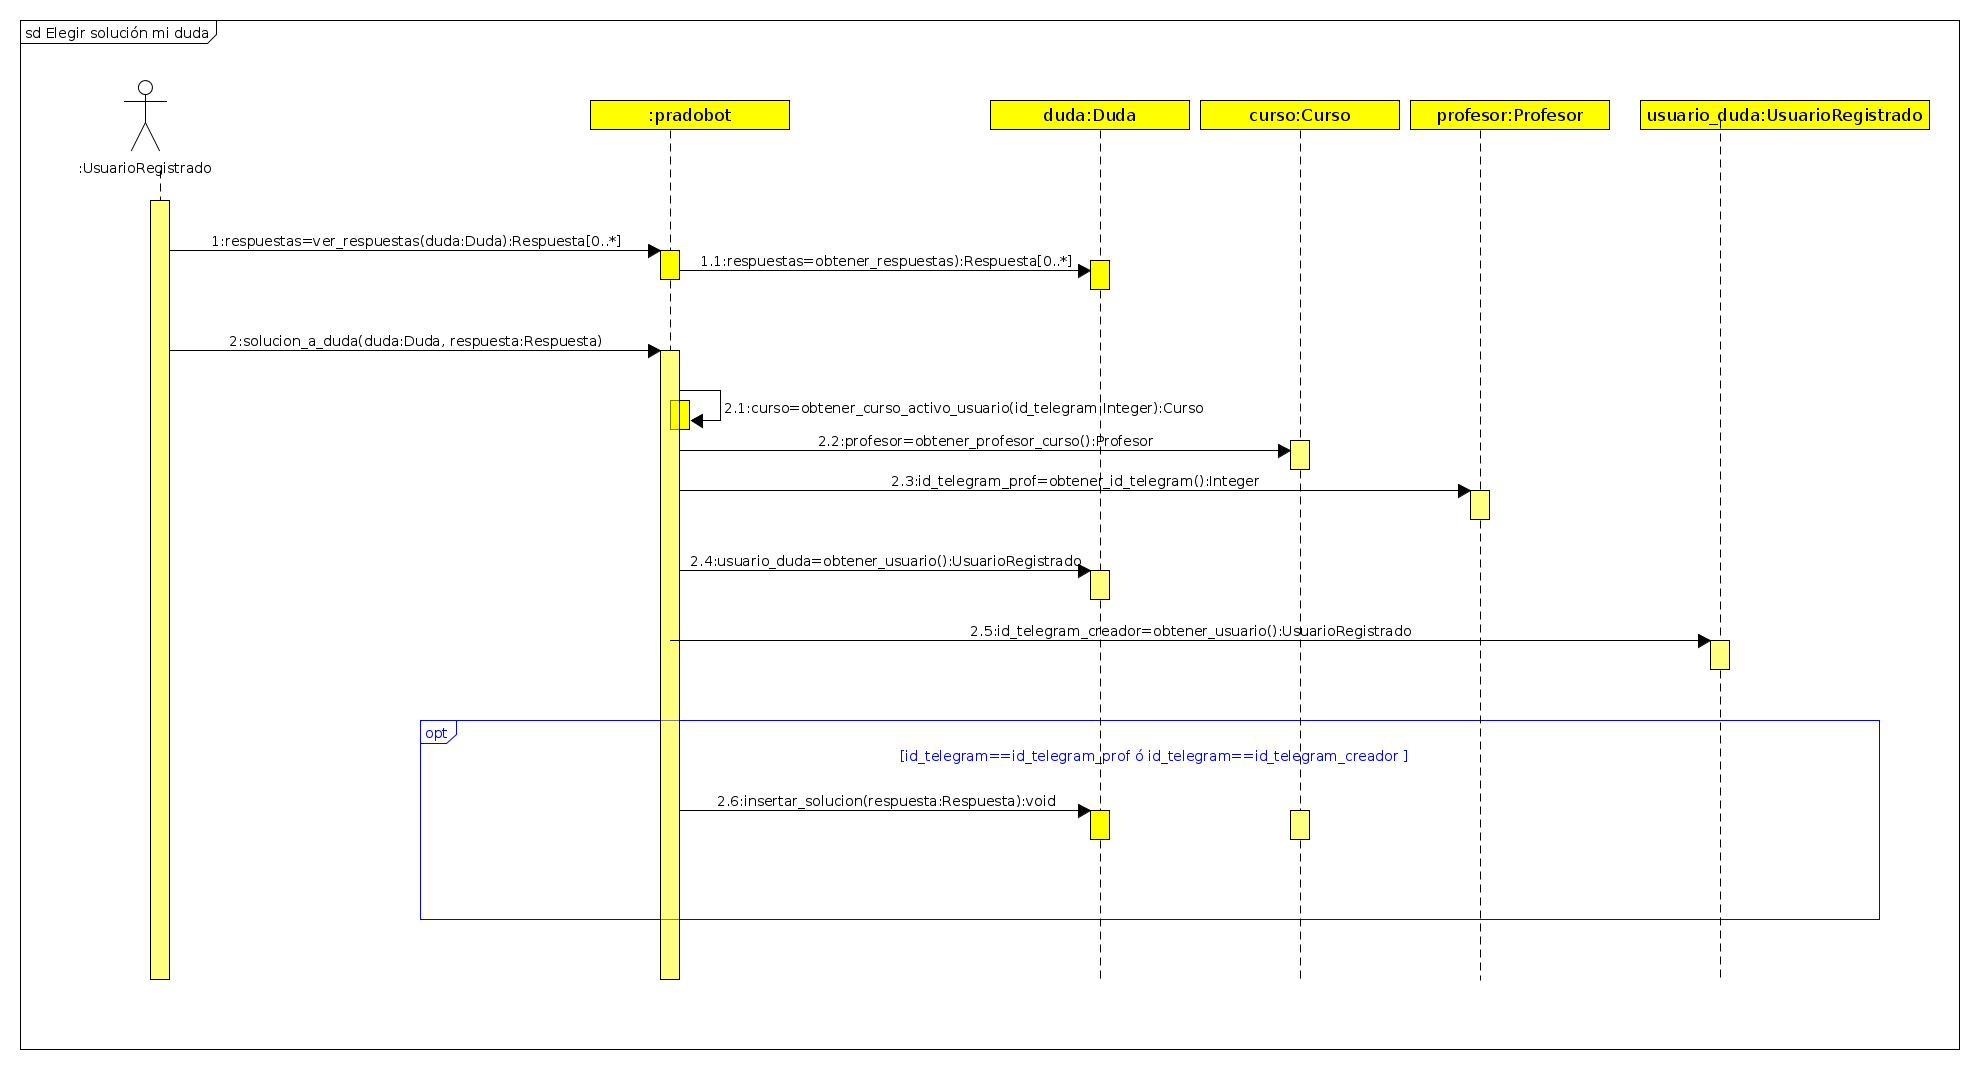 sd Elegir solución mi duda
:UsuarioRegistrado
:pradobot
duda:Duda
curso:Curso
profesor:Profesor
usuario_duda:UsuarioRegistrado
1:respuestas=ver_respuestas(duda:Duda):Respuesta[0..*]
1.1:respuestas=obtener_respuestas):Respuesta[0..*]
2:solucion_a_duda(duda:Duda, respuesta:Respuesta)
2.1:curso=obtener_curso_activo_usuario(id_telegram:Integer):Curso
2.2:profesor=obtener_profesor_curso():Profesor
2.3:id_telegram_prof=obtener_id_telegram():Integer
2.4:usuario_duda=obtener_usuario():UsuarioRegistrado
2.5:id_telegram_creador=obtener_usuario():UsuarioRegistrado
opt
[id_telegram==id_telegram_prof ó id_telegram==id_telegram_creador ]
2.6:insertar_solucion(respuesta:Respuesta):void